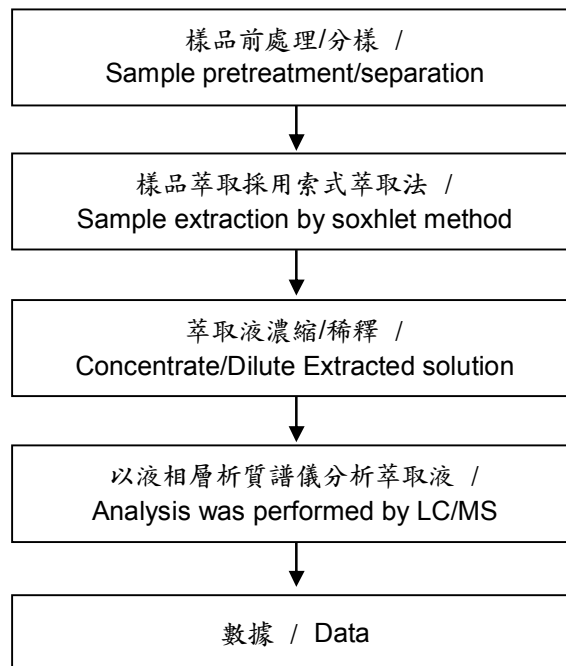 樣品前處理/分樣 /
Sample pretreatment/separation
樣品萃取採用索式萃取法 /
Sample extraction by soxhlet method
萃取液濃縮/稀釋 /
Concentrate/Dilute Extracted solution
以液相層析質譜儀分析萃取液 /
Analysis was performed by LC/MS
數據 / Data